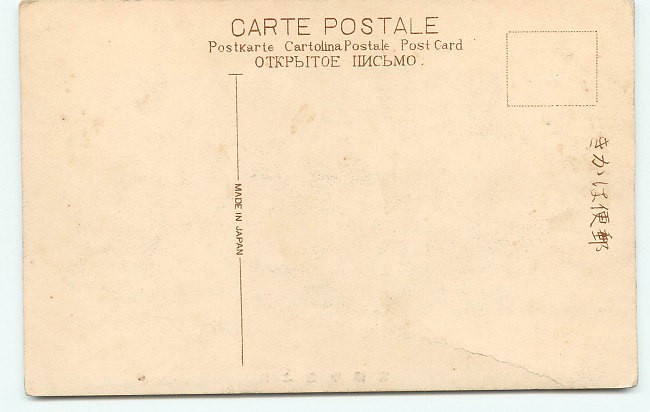 CARTE POSTALE
Postkarte Cartolina Postale Post Card
ОТКРЫТОЕ ПИСЬМО.
MADE IN JAPAN
きかは便郵